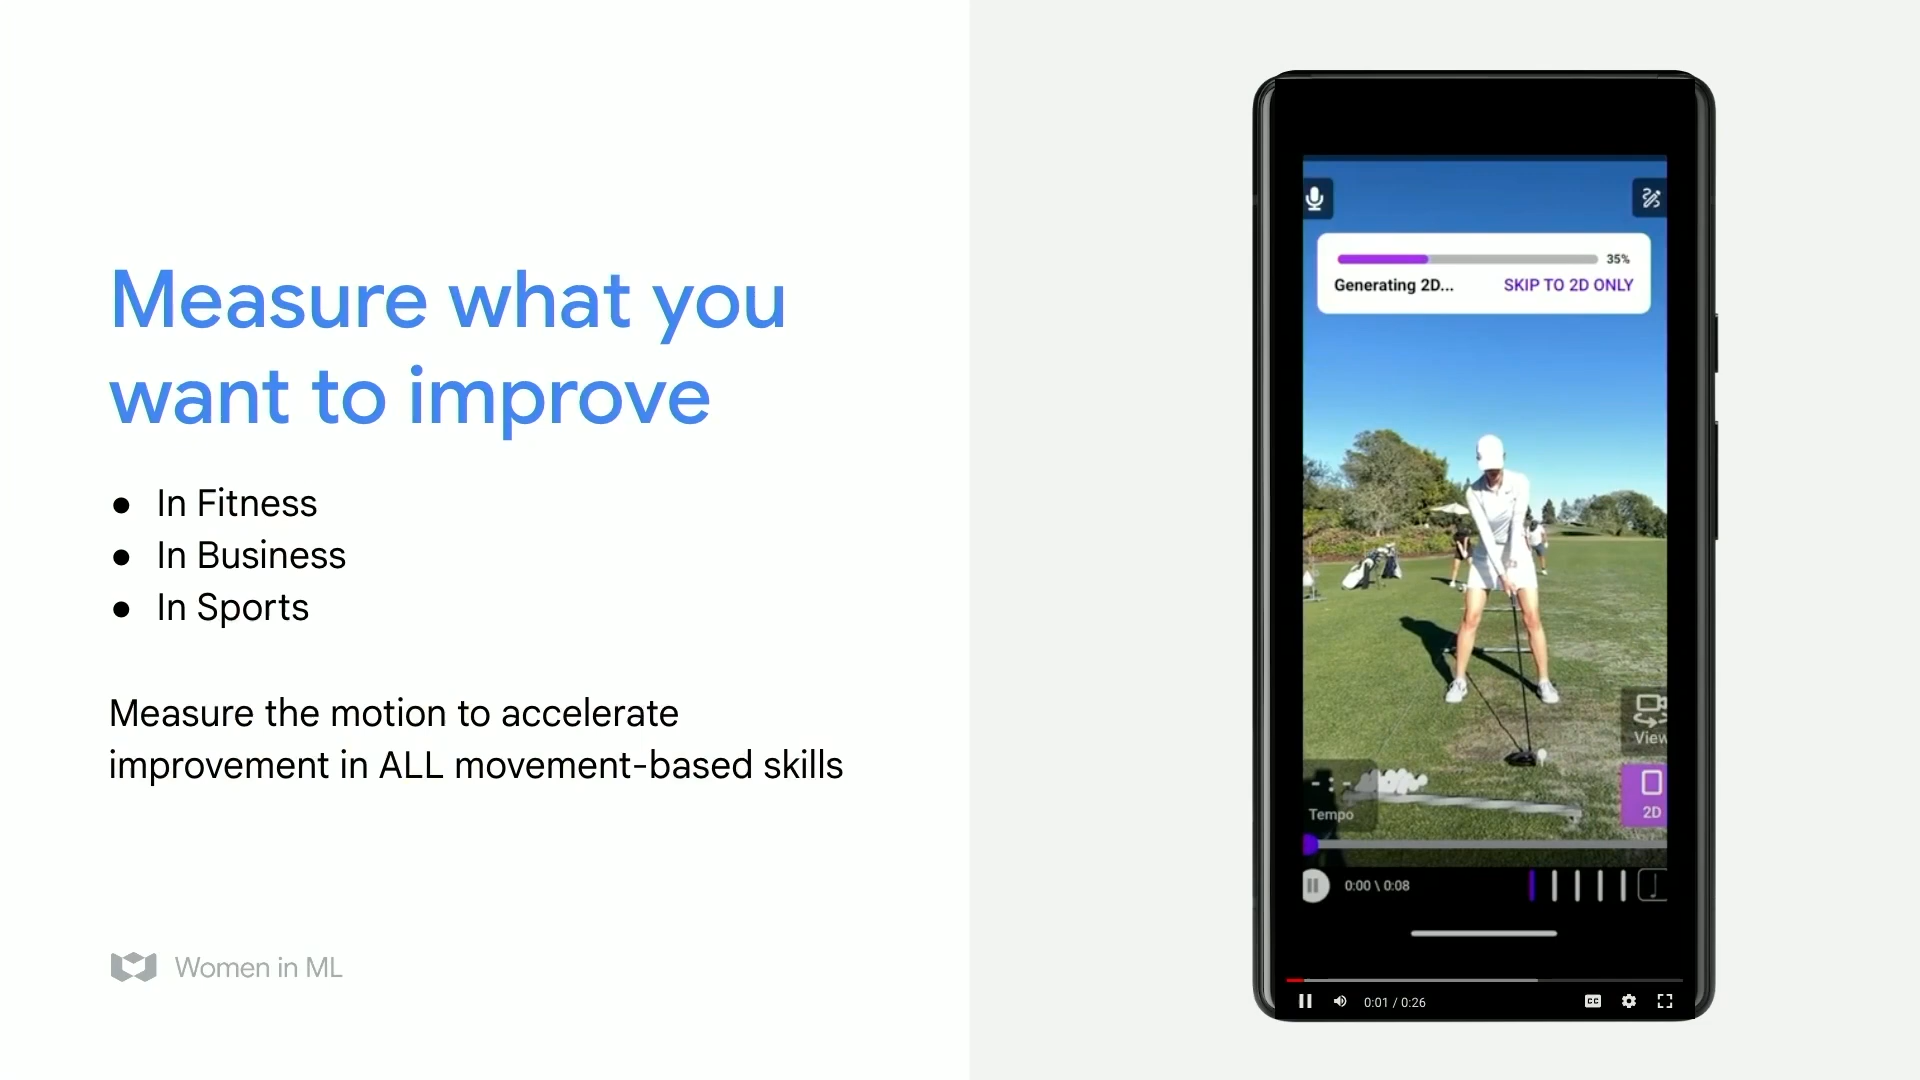 Measure what you
want to improve
● In Fitness
● In Business
● In Sports
Measure the motion to accelerate
improvement in ALL movement-based skills
Women in ML
35%
Generating 2D...
SKIP TO 2D ONLY
View
-:-
Tempo
2D
0:00 \ 0:08
0:01 / 0:26
CC